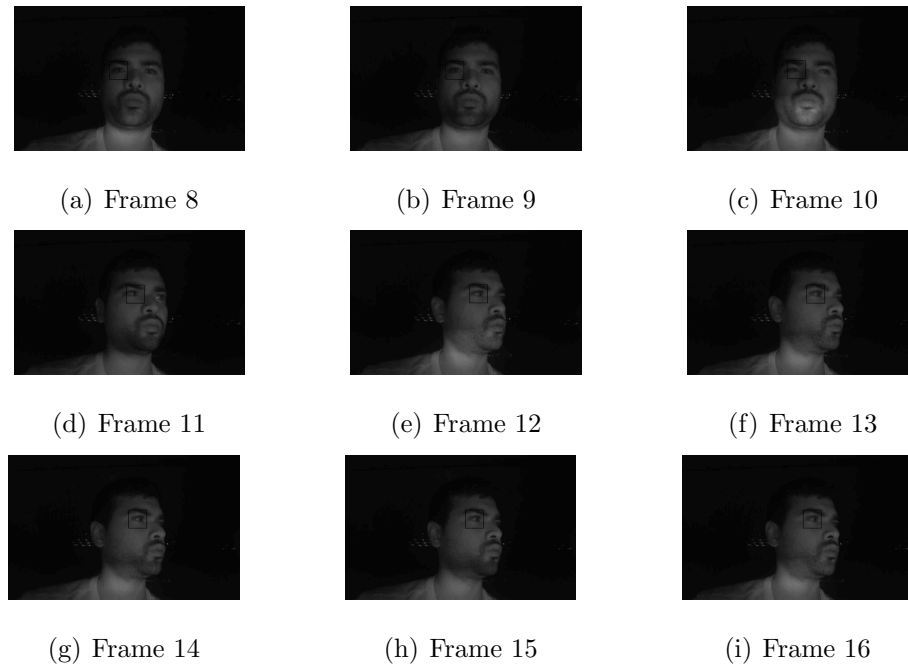 (a) Frame 8
(b) Frame 9
(c) Frame 10
(d) Frame 11
(e) Frame 12
(f) Frame 13
(g) Frame 14
(h) Frame 15
(i) Frame 16